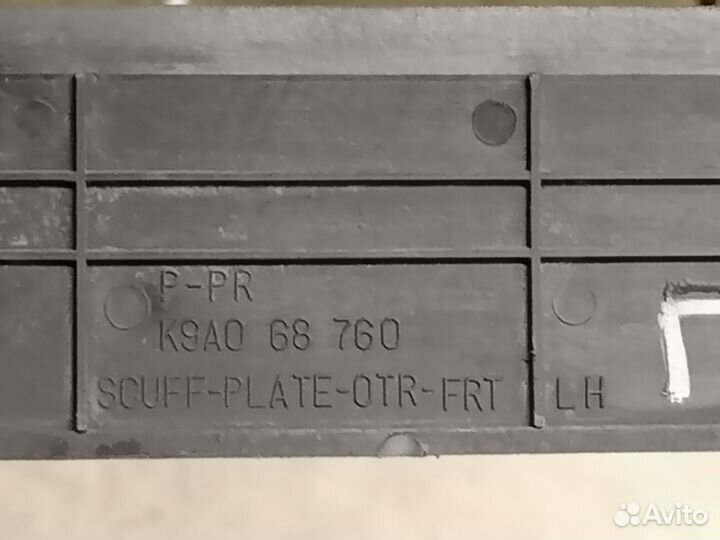 P-PR
K9A0 68 760
SCUFF-PLATE-OTR-FRT LH
П
Avito